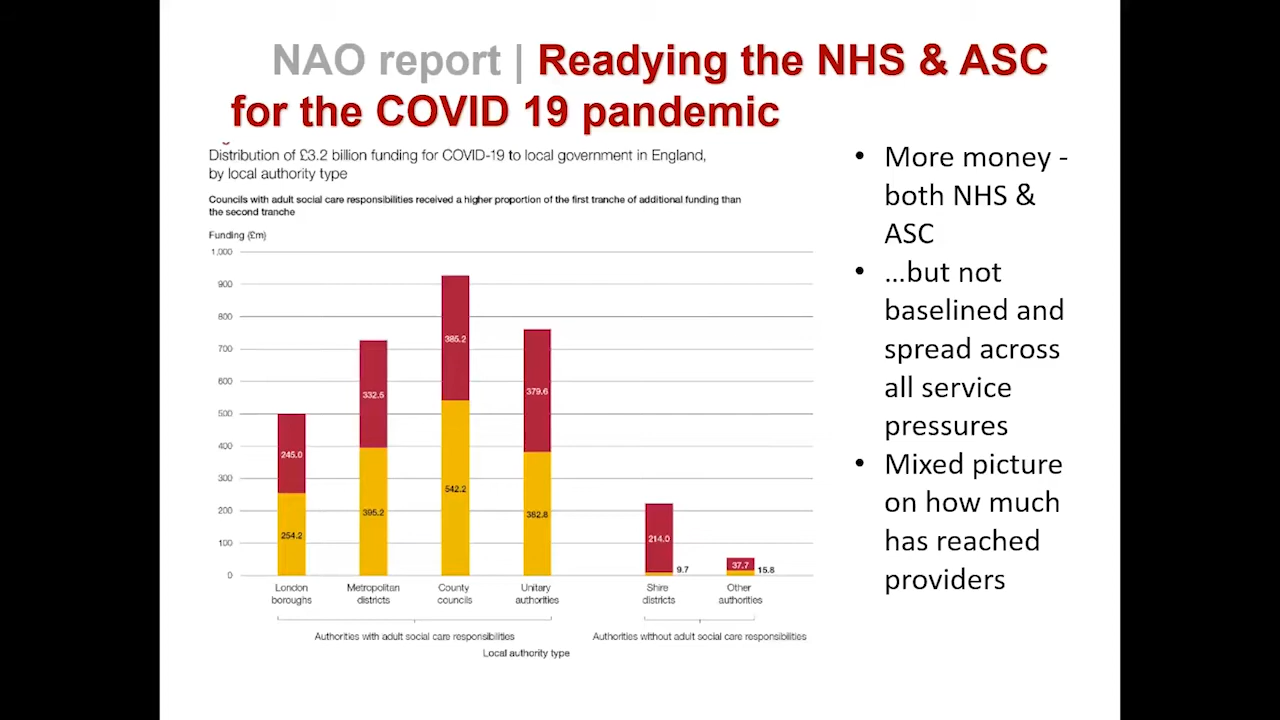 NAO report | Readying the NHS & ASC
for the COVID 19 pandemic
Distribution of £3.2 billion funding for COVID-19 to local government in England,
by local authority type
Councils with adult social care responsibilities received a higher proportion of the first tranche of additional funding than
the second tranche
Funding (£m)
1,000
900
800
700
600
500
400
300
200
100
0
245.0
254.2
332.5
395.2
385.2
542.2
379.6
382.8
214.0
9.7
37.7
15.8
London
boroughs
Metropolitan
districts
County
councils
Unitary
authorities
Shire
districts
Other
authorities
Authorities with adult social care responsibilities
Authorities without adult social care responsibilities
Local authority type
• More money -
both NHS &
ASC
• ...but not
baselined and
spread across
all service
pressures
• Mixed picture
on how much
has reached
providers